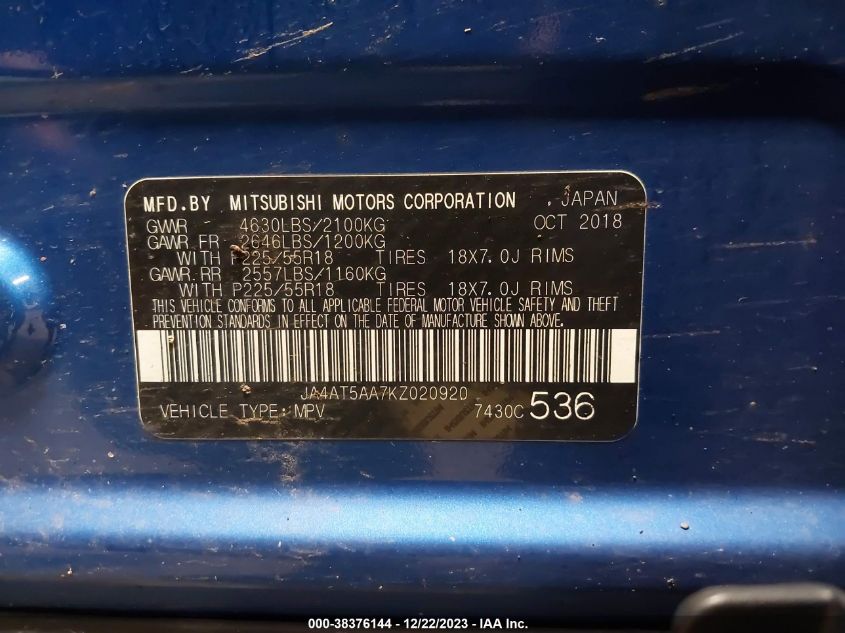 MFD.BY MITSUBISHI MOTORS CORPORATION , JAPAN
GWWR 4630LBS/2100KG OCT 2018
GAWR.FR 2646LBS/1200KG
WITH P225/55R18 TIRES 18X7.0J RIMS
GAWR.RR 2557LBS/1160KG
WITH P225/55R18 TIRES 18X7.0J RIMS
THIS VEHICLE CONFORMS TO ALL APPLICABLE FEDERAL MOTOR VEHICLE SAFETY AND THEFT
PREVENTION STANDARDS IN EFFECT ON THE DATE OF MANUFACTURE SHOWN ABOVE.
JA4AT5AA7KZ020920
VEHICLE TYPE: MPV 7430C 536
000-38376144 - 12/22/2023 - IAA Inc.